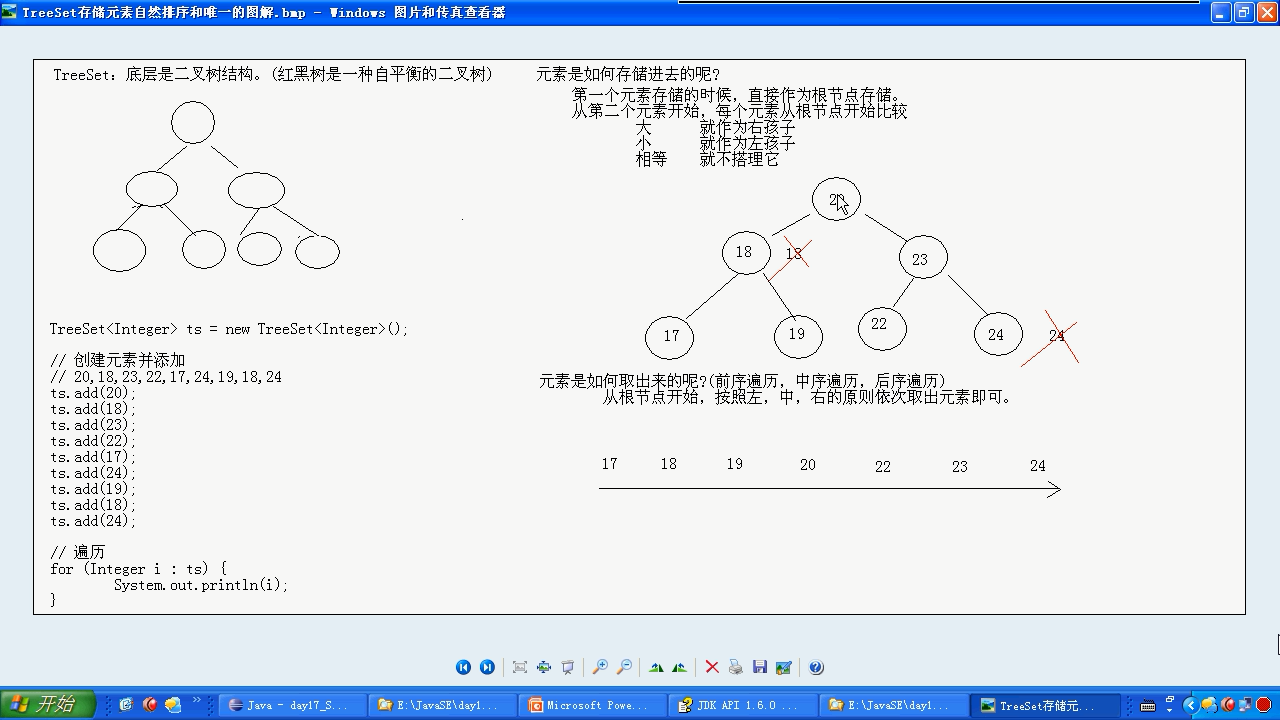 TreeSet存储元素自然排序和唯一的图解.bmp - Windows 图片和传真查看器
TreeSet: 底层是二叉树结构。(红黑树是一种自平衡的二叉树)
TreeSet<Integer> ts = new TreeSet<Integer>();
// 创建元素并添加
// 20,18,23,22,17,24,19,18,24
ts.add(20);
ts.add(18);
ts.add(23);
ts.add(22);
ts.add(17);
ts.add(24);
ts.add(19);
ts.add(18);
ts.add(24);
// 遍历
for (Integer i : ts) {
System.out.println(i);
}
元素是如何存储进去的呢?
第一个元素存储的时候, 直接作为根节点存储。
从第二个元素开始, 每个元素从根节点开始比较
大 就作为右孩子
小 就作为左孩子
相等 就不搭理它
20
18 18 23
17 19 22 24 24
元素是如何取出来的呢?(前序遍历, 中序遍历, 后序遍历)
从根节点开始, 按照左, 中, 右的原则依次取出元素即可。
17 18 19 20 22 23 24
开始
Java - day17_S...
E:\JavaSE\day1...
Microsoft Powe...
JDK API 1.6.0 ...
E:\JavaSE\day1...
TreeSet存储元...